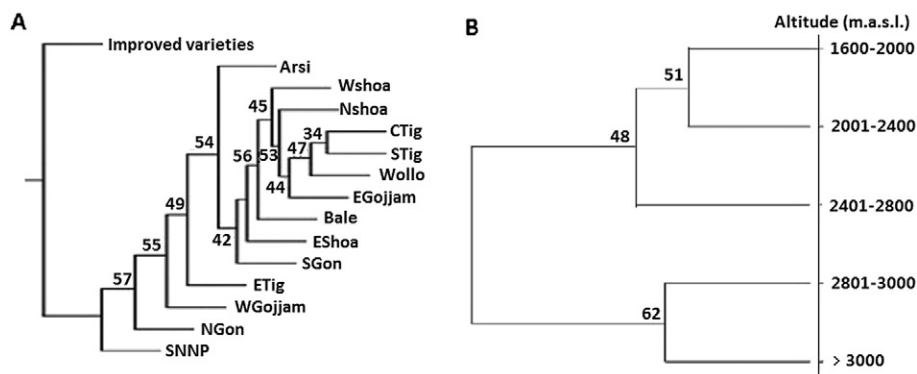 A
Improved varieties
Arsi
Wshoa
45
Nshoa
34
CTig
54
56
53
47
STig
Wollo
44
EGojjam
49
Bale
42
EShoa
55
SGon
57
ETig
WGojjam
NGon
SNNP
B
Altitude (m.a.s.l.)
1600-2000
51
2001-2400
48
2401-2800
2801-3000
62
> 3000